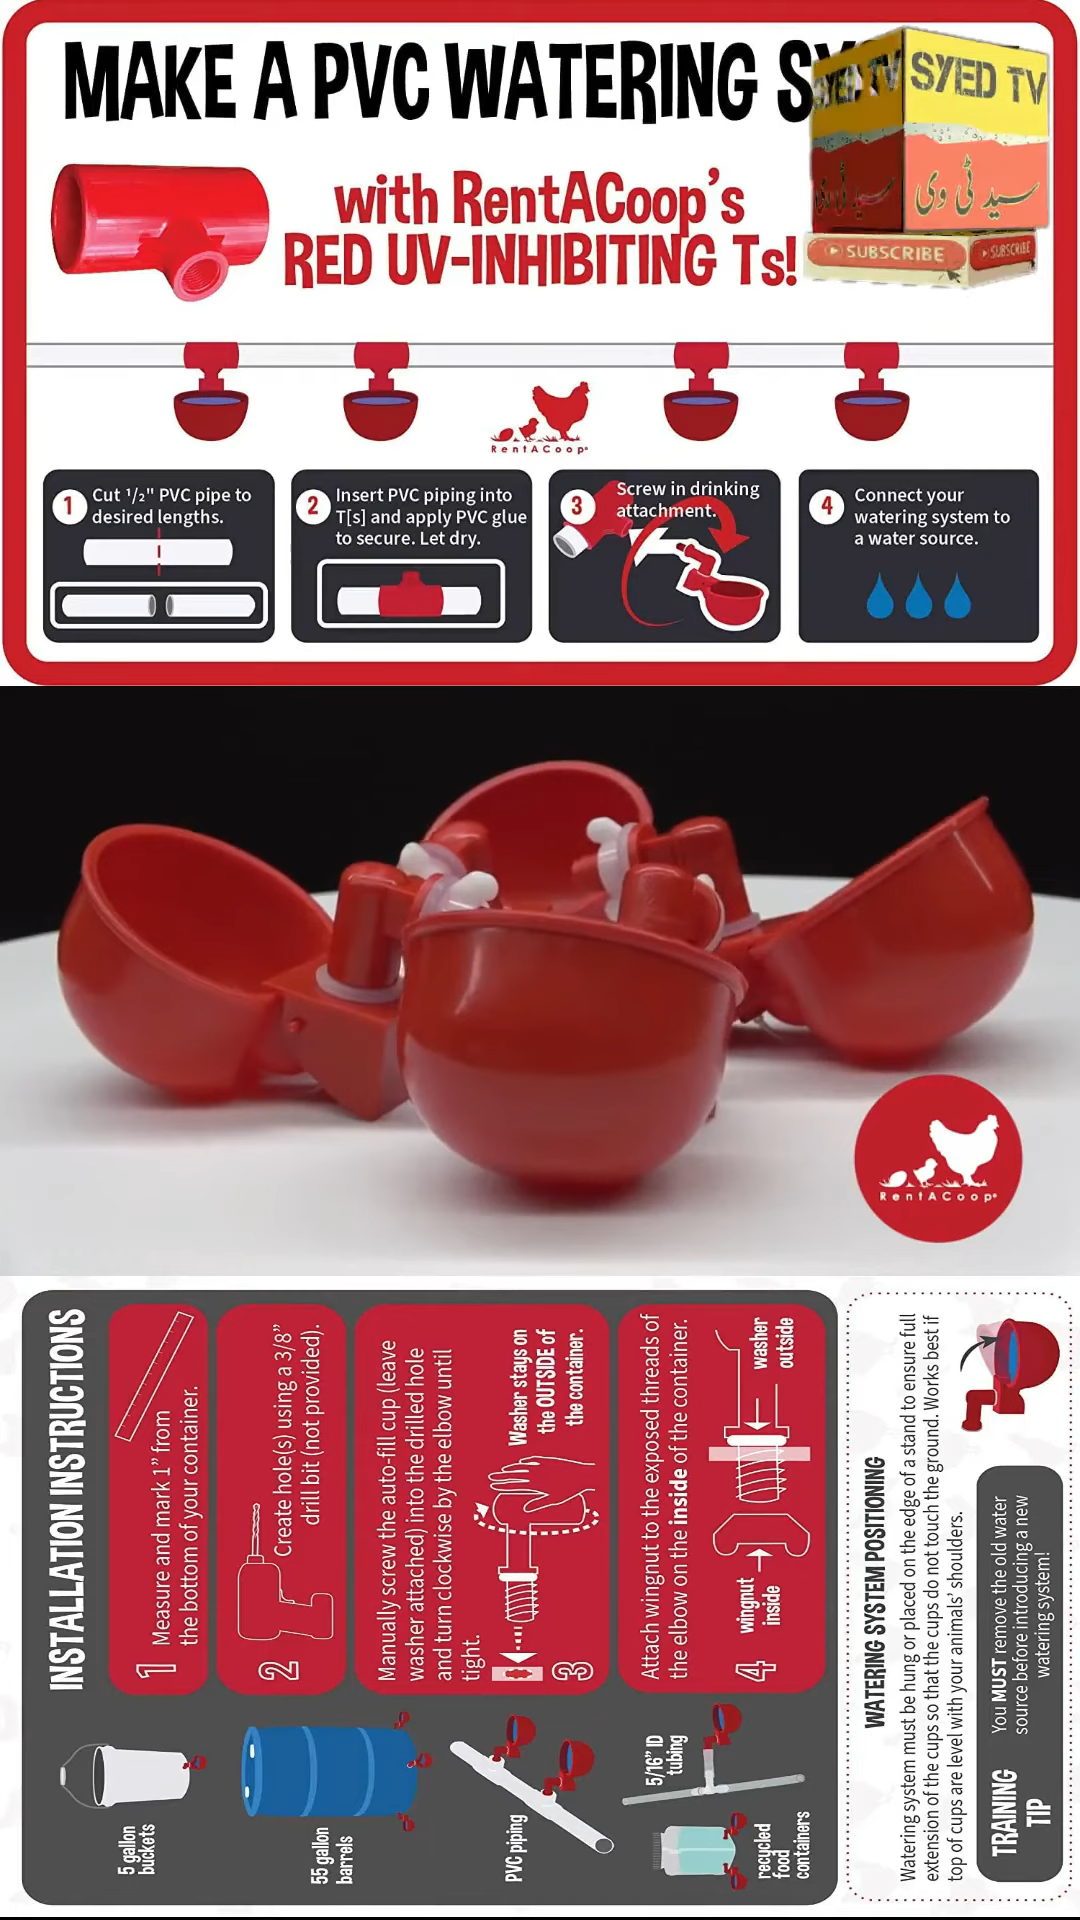 MAKE A PVC WATERING
SYED TV
SYED TV
سید ٹی وی
سید ٹی وی
SUBSCRIBE
SUBSCRIBE
with RentACoop's
RED UV-INHIBITING Ts!
RentACoop®
1
Cut 1/2" PVC pipe to
desired lengths.
2
Insert PVC piping into
T[s] and apply PVC glue
to secure. Let dry.
3
Screw in drinking
attachment.
4
Connect your
watering system to
a water source.
RentACoop®
INSTALLATION INSTRUCTIONS
1
Measure and mark 1” from
the bottom of your container.
2
Create hole(s) using a 3/8”
drill bit (not provided).
Manually screw the auto-fill cup (leave
washer attached) into the drilled hole
and turn clockwise by the elbow until
tight.
3
Washer stays on
the OUTSIDE of
the container.
Attach wingnut to the exposed threads of
the elbow on the inside of the container.
4
wingnut
inside
washer
outside
5 gallon
buckets
55 gallon
barrels
PVC piping
5/16” ID
tubing
recycled
food
containers
WATERING SYSTEM POSITIONING
Watering system must be hung or placed on the edge of a stand to ensure full
extension of the cups so that the cups do not touch the ground. Works best if
top of cups are level with your animals’ shoulders.
TRAINING
TIP
You MUST remove the old water
source before introducing a new
watering system!